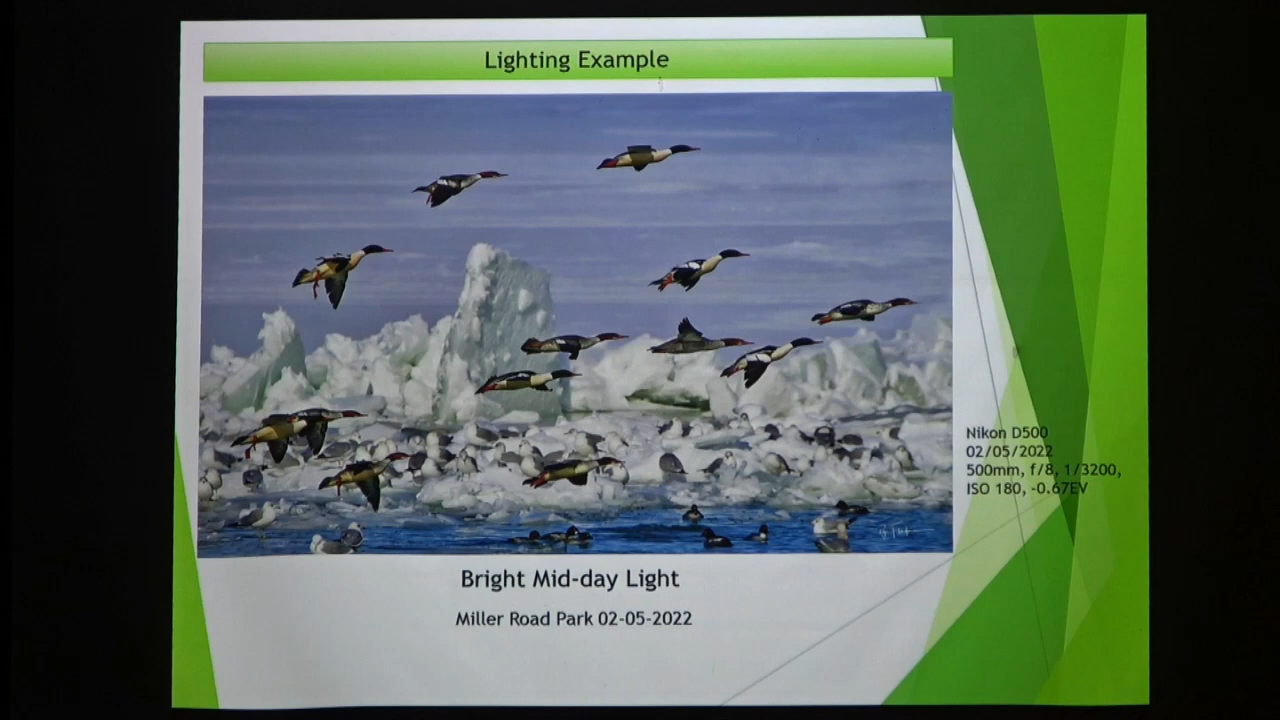 Lighting Example
Nikon D500
02/05/2022
500mm, f/8, 1/3200,
ISO 180, -0.67EV
Bright Mid-day Light
Miller Road Park 02-05-2022